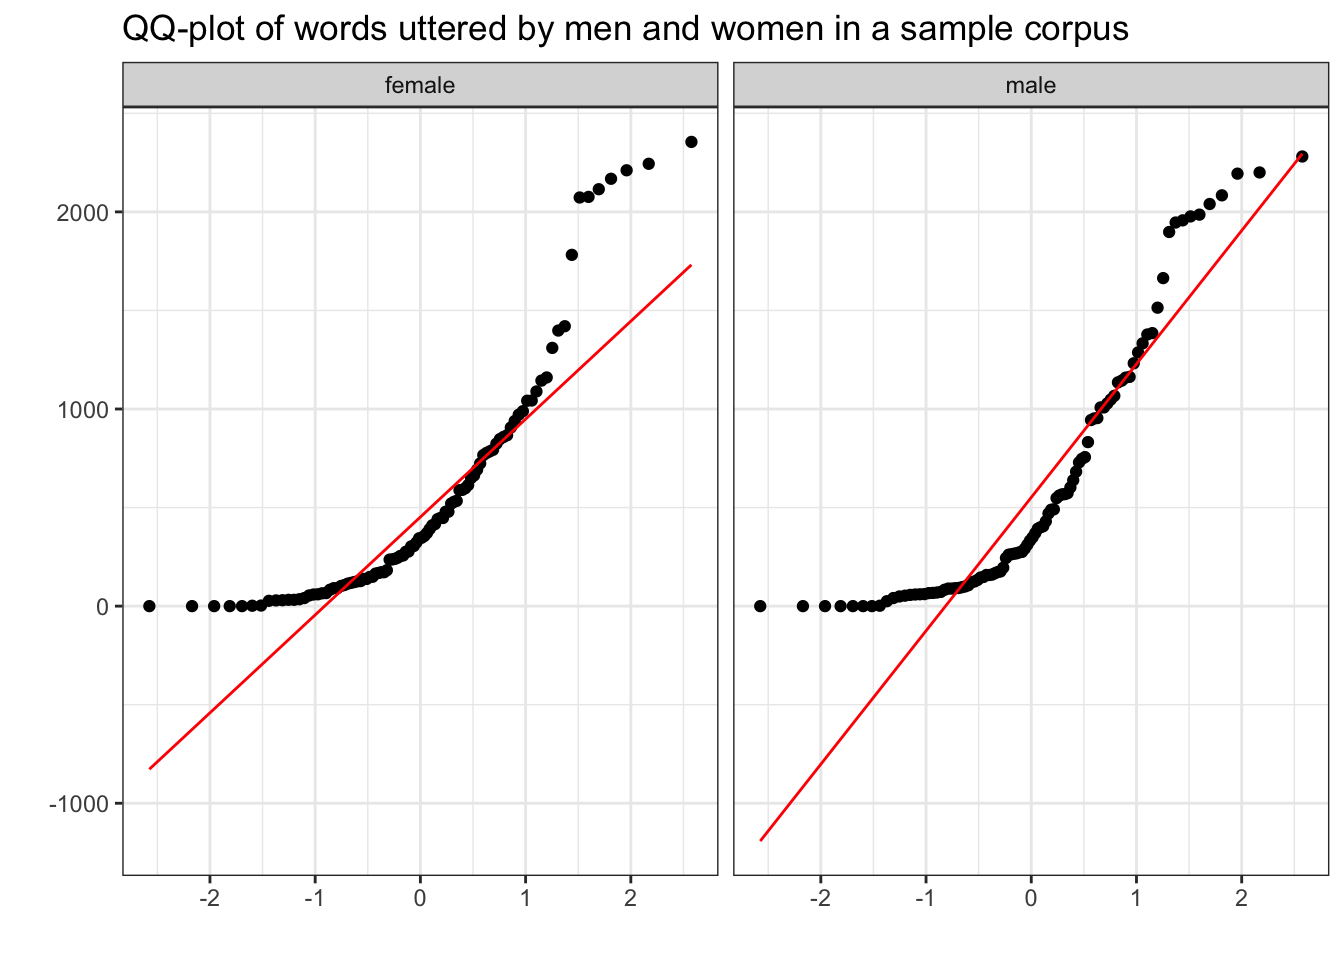 QQ-plot of words uttered by men and women in a sample corpus
female male
2000
1000
0
-1000
-2 -1 0 1 2 -2 -1 0 1 2